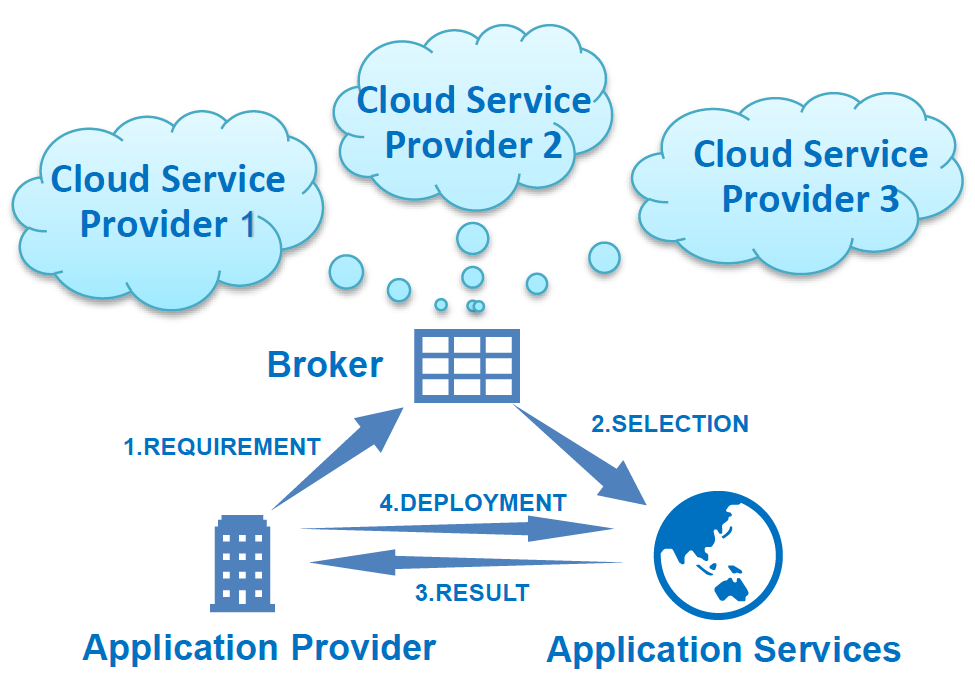 Cloud Service
Provider 1
Cloud Service
Provider 2
Cloud Service
Provider 3
Broker
1.REQUIREMENT
2.SELECTION
4.DEPLOYMENT
3.RESULT
Application Provider
Application Services